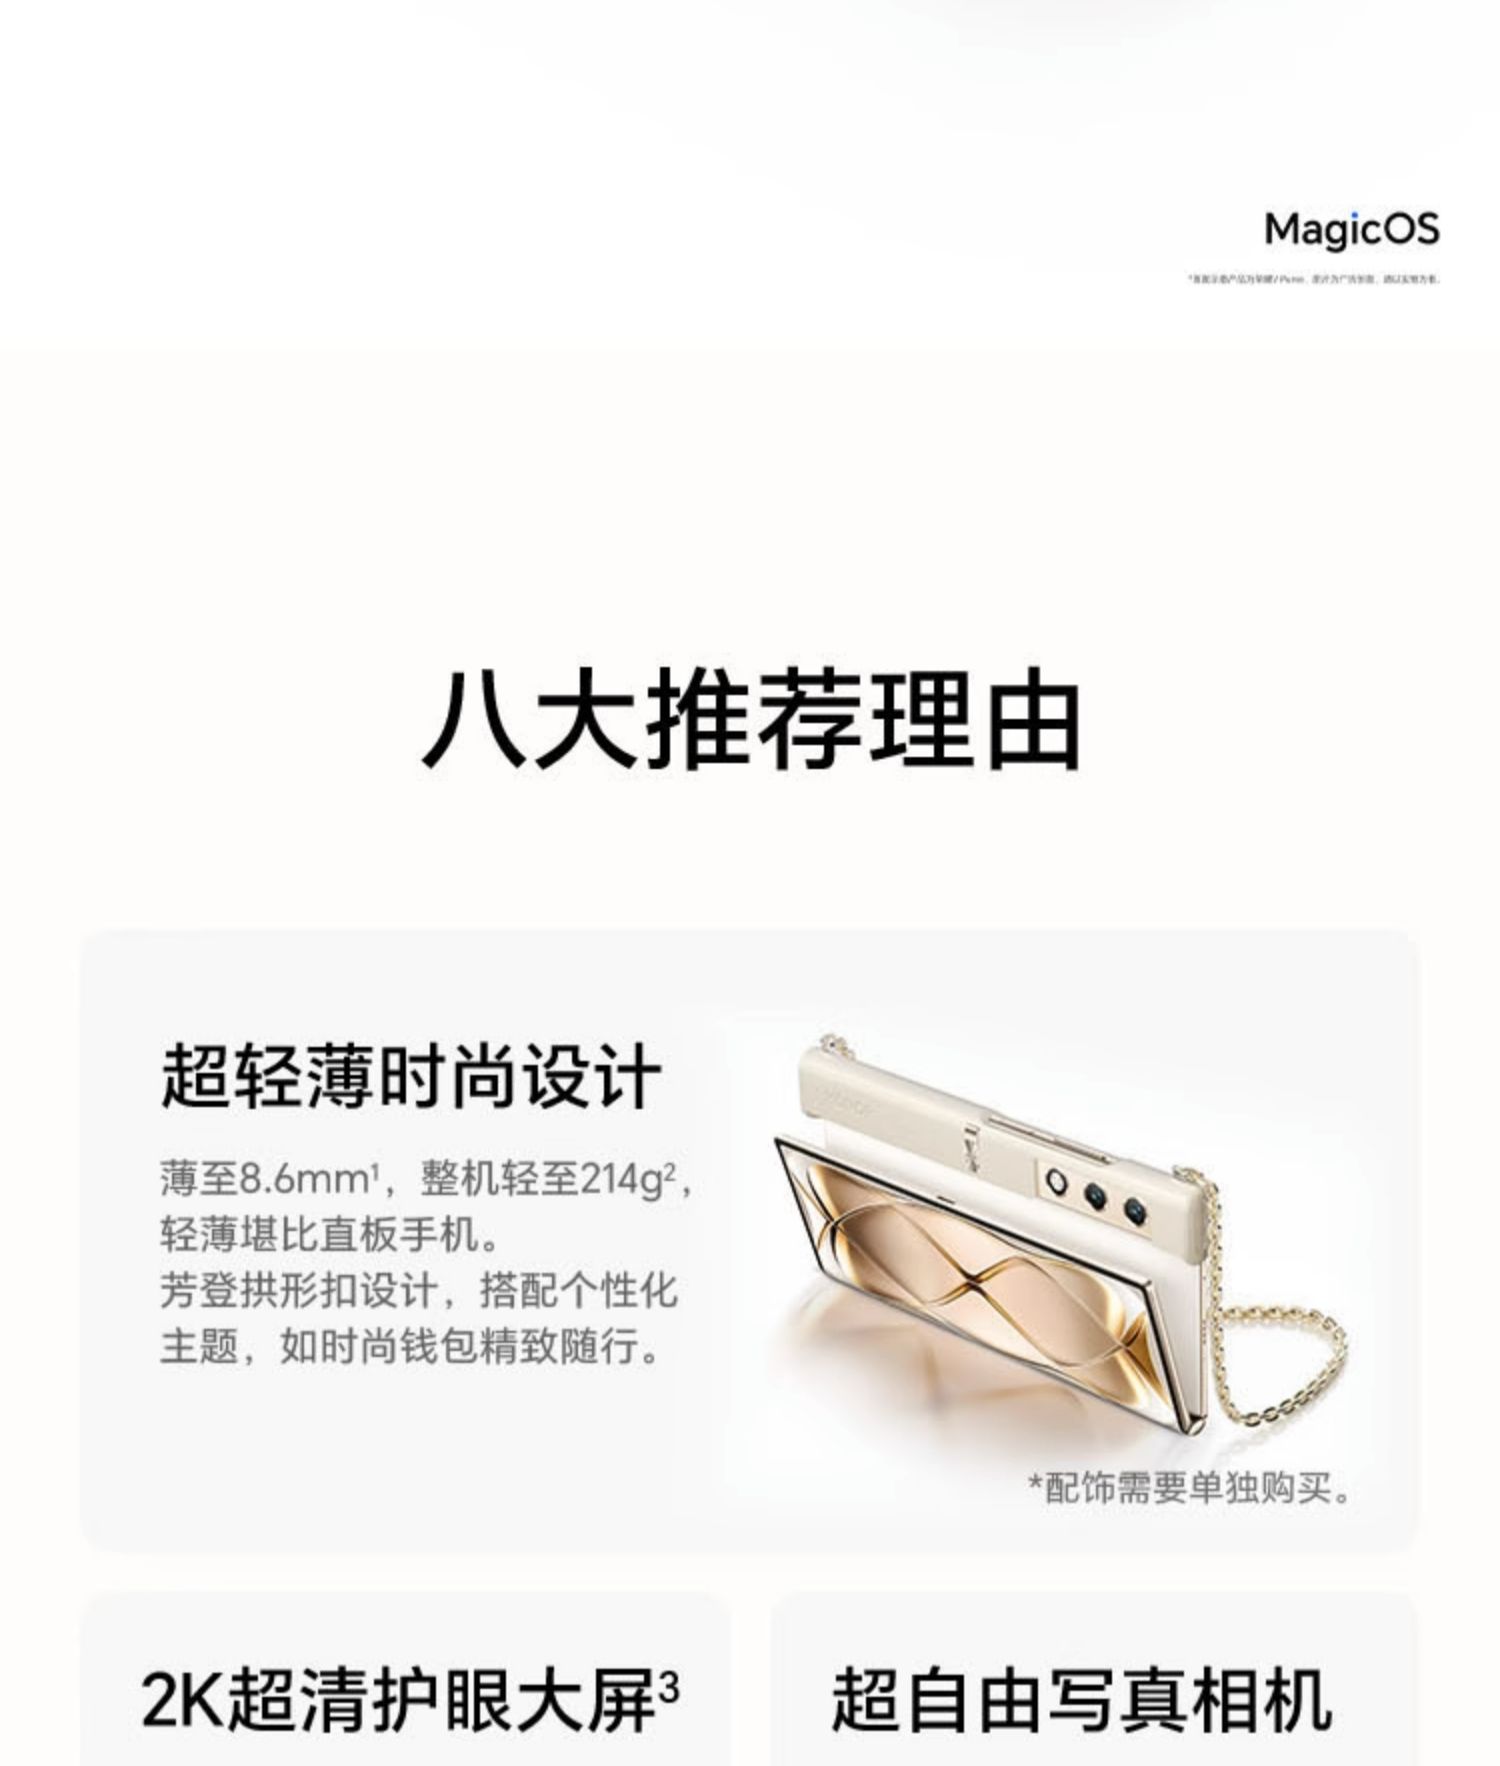 MagicOS
八大推荐理由
超轻薄时尚设计
薄至8.6mm¹，整机轻至214g²，
轻薄堪比直板手机。
芳登拱形扣设计，搭配个性化
主题，如时尚钱包精致随行。
*配饰需要单独购买。
2K超清护眼大屏³
超自由写真相机